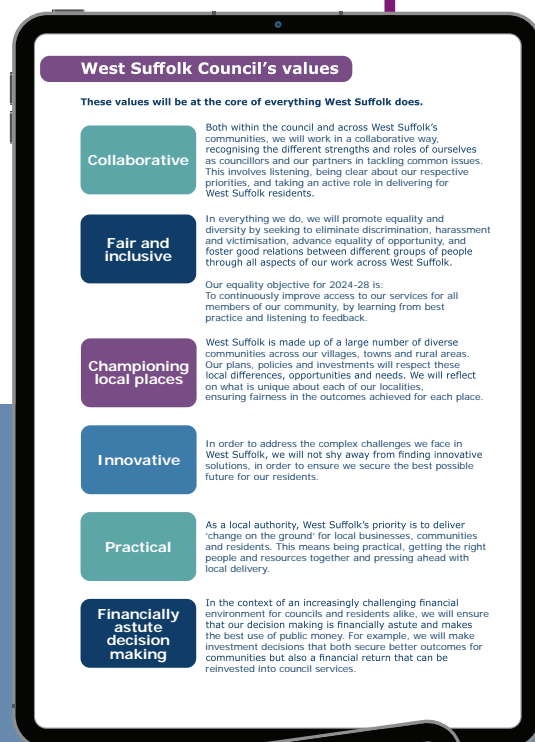 West Suffolk Council's values
These values will be at the core of everything West Suffolk does.
Collaborative
Both within the council and across West Suffolk's
communities, we will work in a collaborative way,
recognising the different strengths and roles of ourselves
as councillors and our partners in tackling common issues.
This involves listening, being clear about our respective
priorities, and taking an active role in delivering for
West Suffolk residents.
Fair and
inclusive
In everything we do, we will promote equality and
diversity by seeking to eliminate discrimination, harassment
and victimisation, advance equality of opportunity, and
foster good relations between different groups of people
through all aspects of our work across West Suffolk.
Our equality objective for 2024-28 is:
To continuously improve access to our services for all
members of our community, by learning from best
practice and listening to feedback.
Championing
local places
West Suffolk is made up of a large number of diverse
communities across our villages, towns and rural areas.
Our plans, policies and investments will respect these
local differences, opportunities and needs. We will reflect
on what is unique about each of our localities,
ensuring fairness in the outcomes achieved for each place.
Innovative
In order to address the complex challenges we face in
West Suffolk, we will not shy away from finding innovative
solutions, in order to ensure we secure the best possible
future for our residents.
Practical
As a local authority, West Suffolk's priority is to deliver
'change on the ground' for local businesses, communities
and residents. This means being practical, getting the right
people and resources together and pressing ahead with
local delivery.
Financially
astute
decision
making
In the context of an increasingly challenging financial
environment for councils and residents alike, we will ensure
that our decision making is financially astute and makes
the best use of public money. For example, we will make
investment decisions that both secure better outcomes for
communities but also a financial return that can be
reinvested into council services.